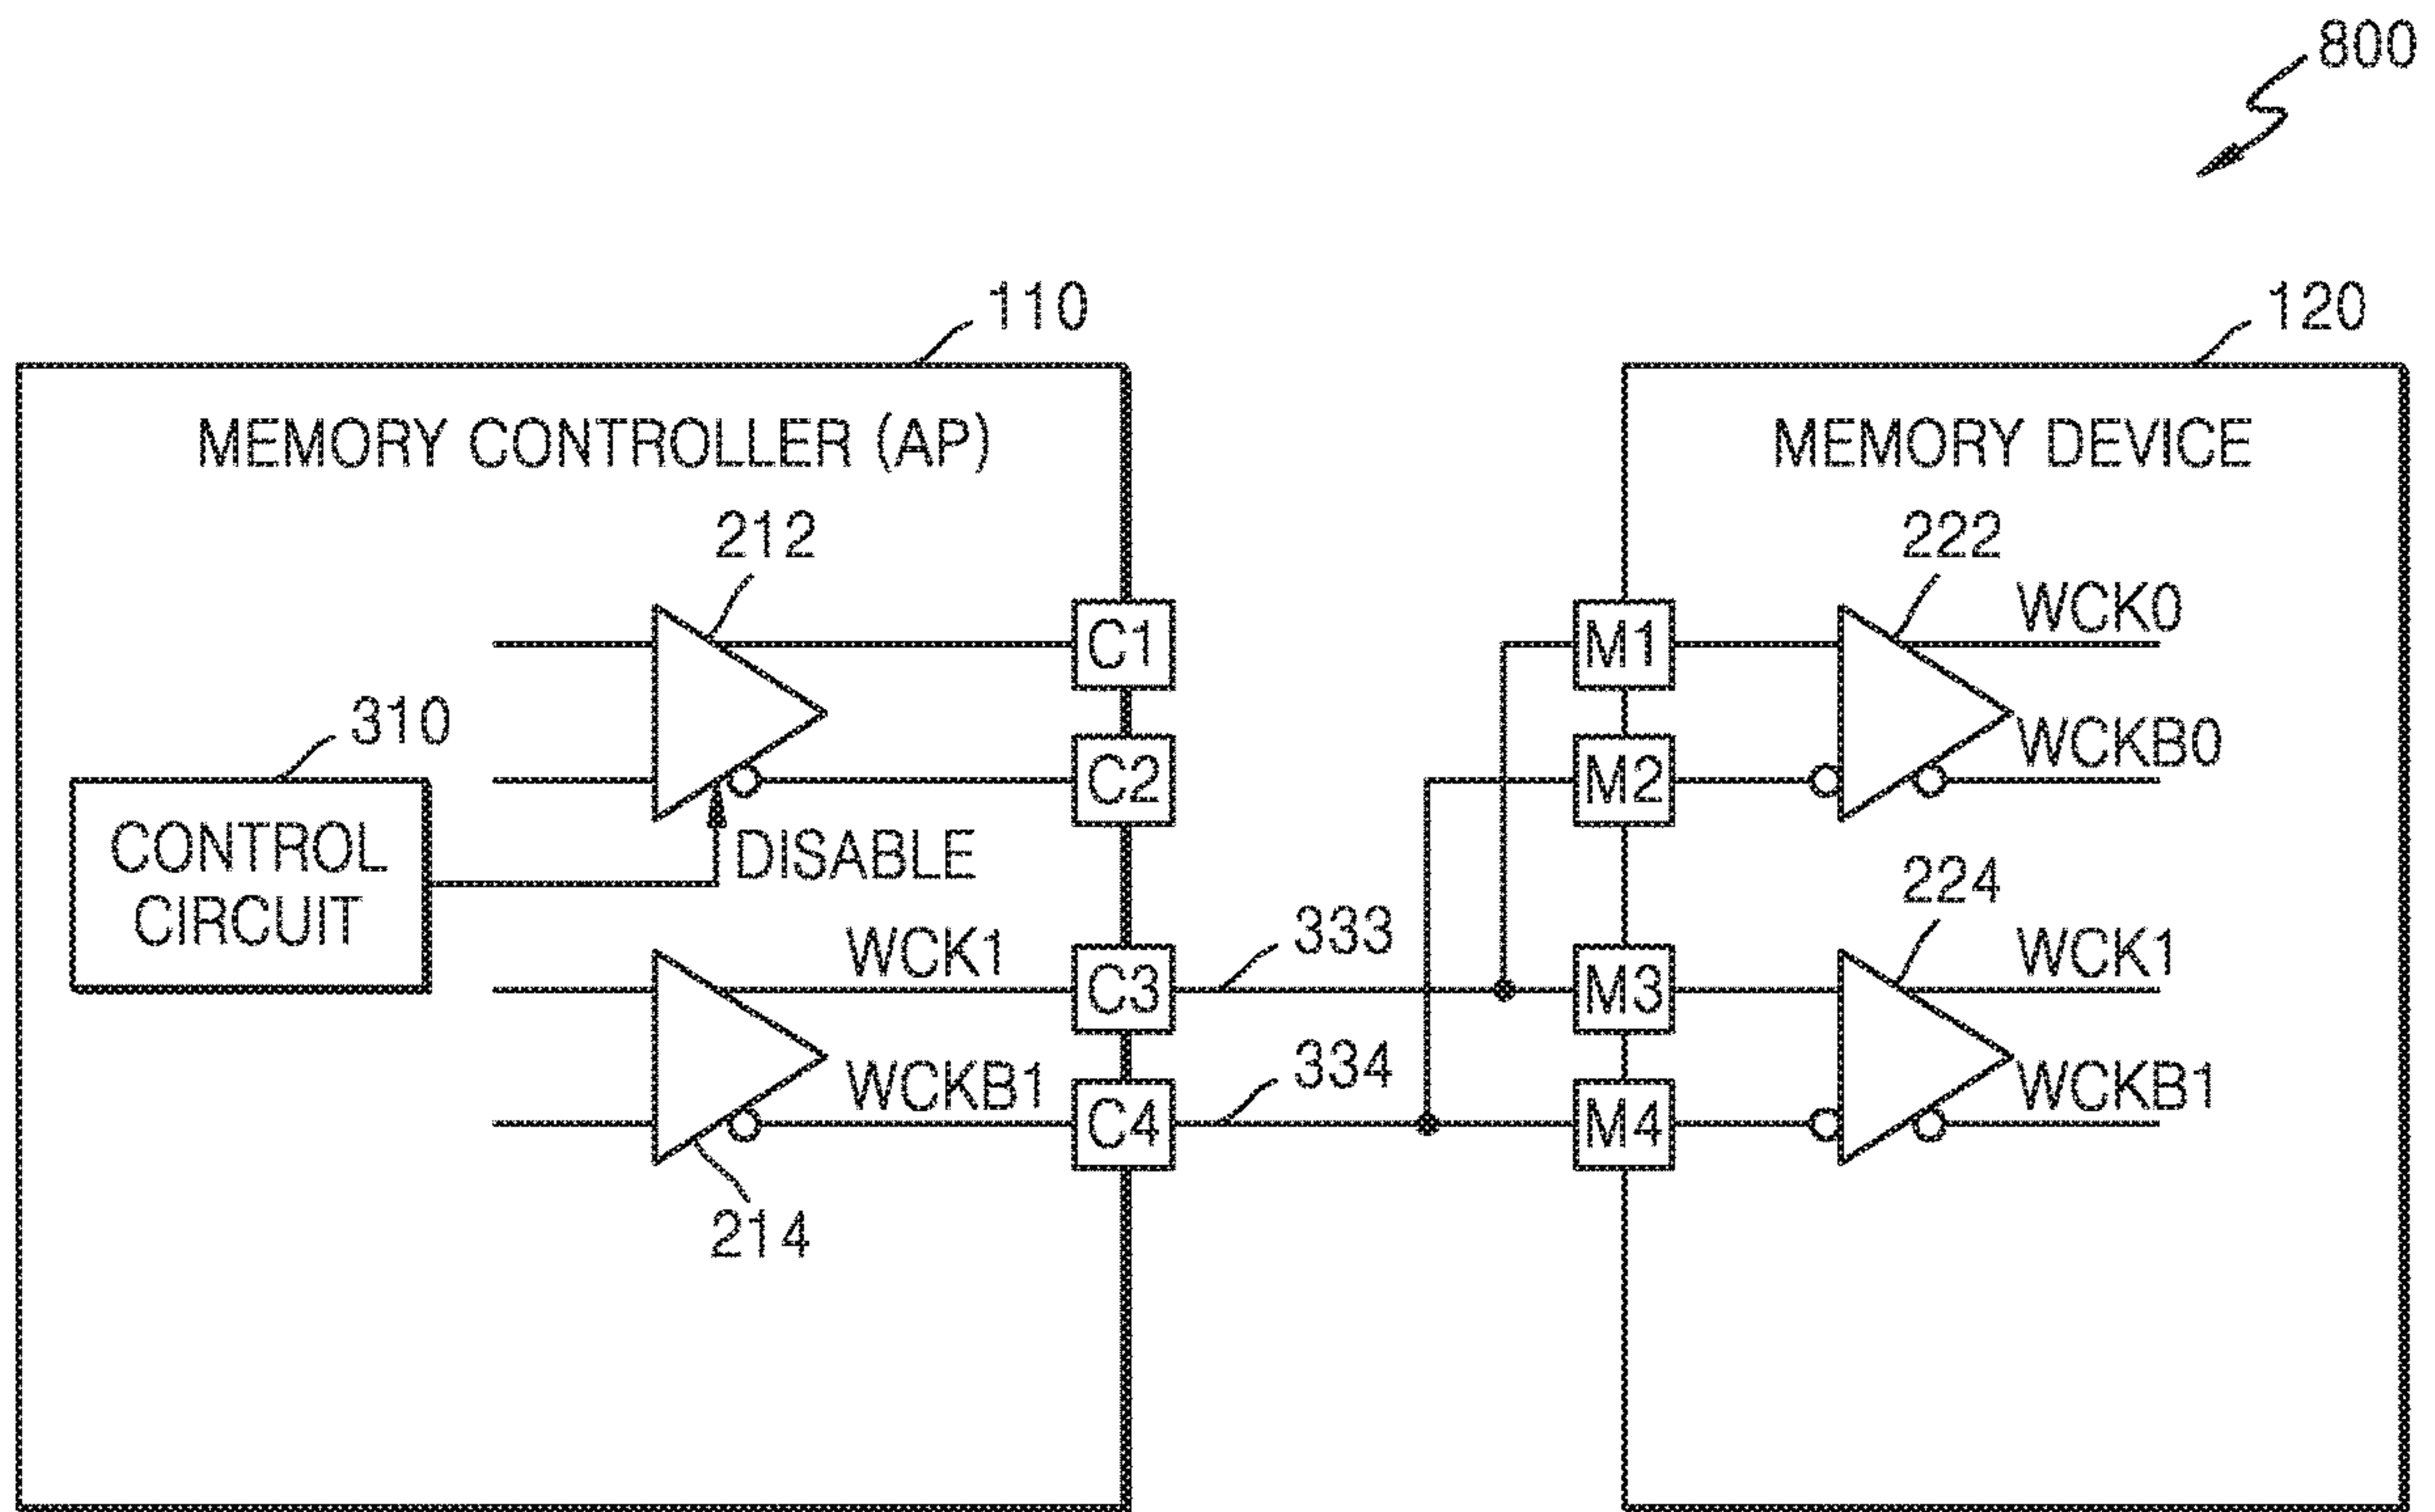 800
110
120
MEMORY CONTROLLER (AP)
MEMORY DEVICE
212
222
C1
M1
WCK0
310
C2
M2
WCKB0
CONTROL
CIRCUIT
DISABLE
224
WCK1
C3
333
M3
WCK1
WCKB1
C4
334
M4
WCKB1
214